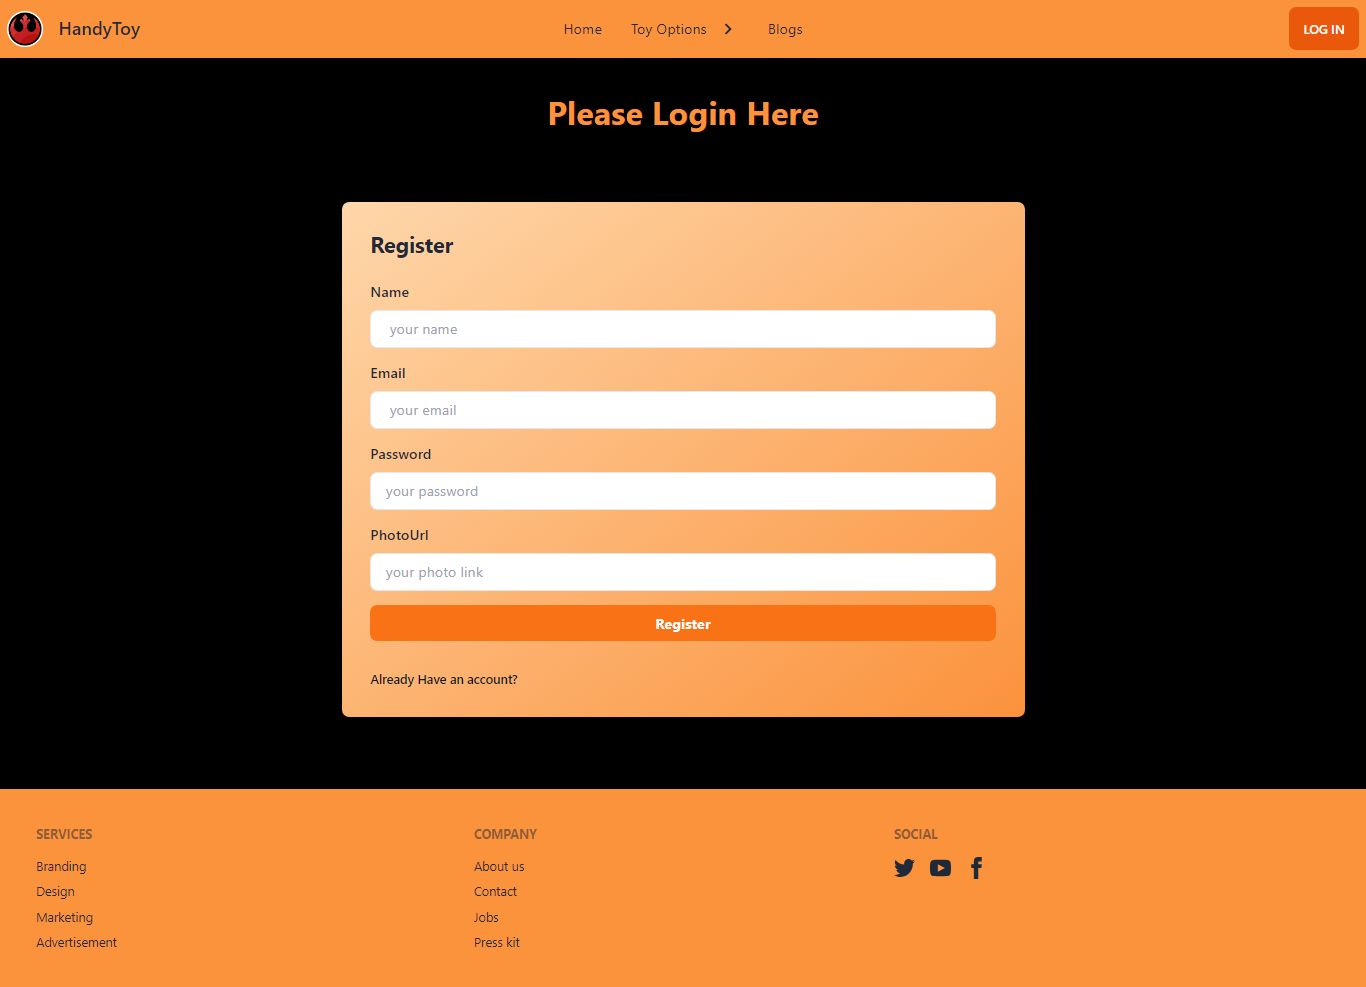 HandyToy
Home
Toy Options
Blogs
LOG IN
Please Login Here
Register
Name
your name
Email
your email
Password
your password
PhotoUrl
your photo link
Register
Already Have an account?
SERVICES
Branding
Design
Marketing
Advertisement
COMPANY
About us
Contact
Jobs
Press kit
SOCIAL